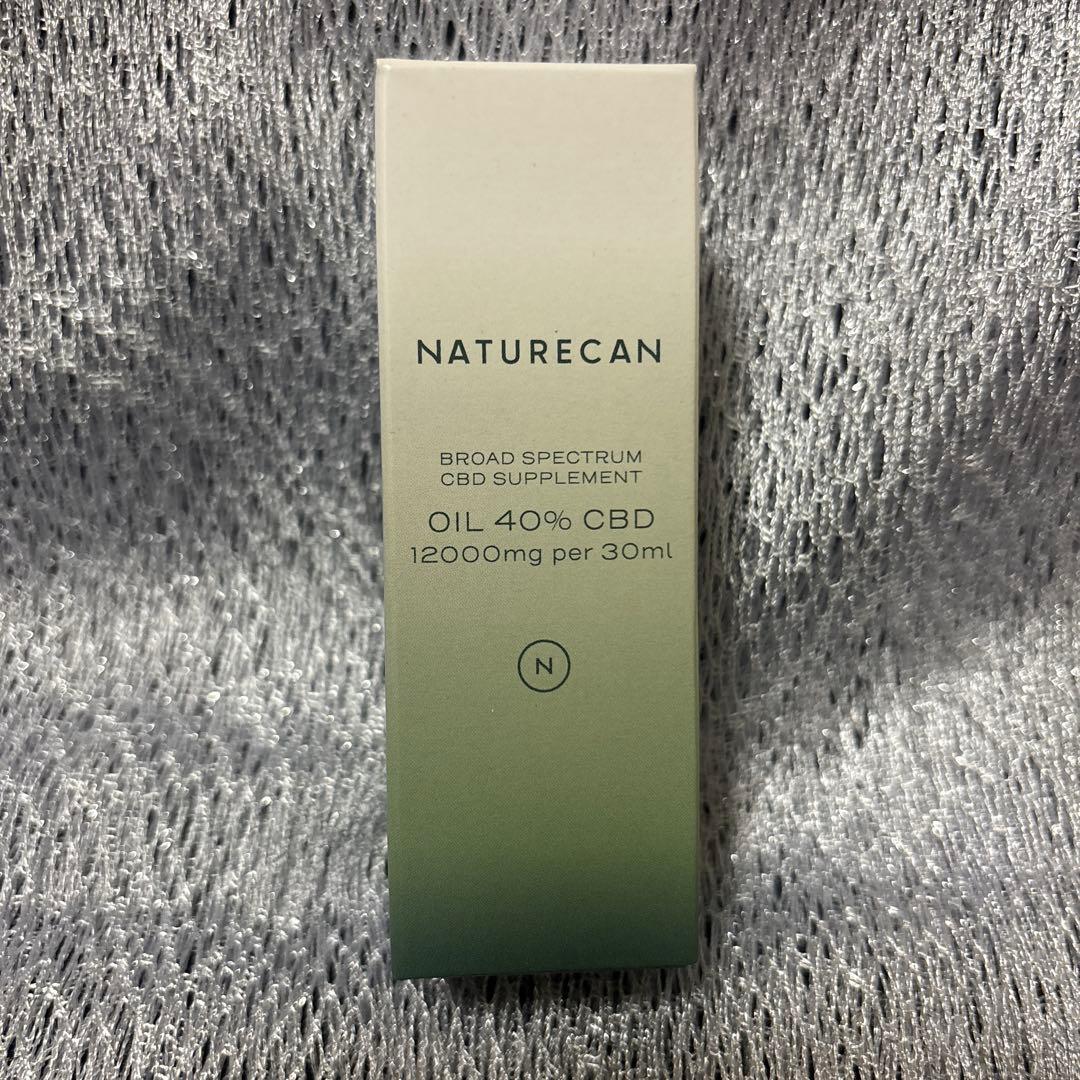 NATURECAN
BROAD SPECTRUM
CBD SUPPLEMENT
OIL 40% CBD
12000mg per 30ml
N